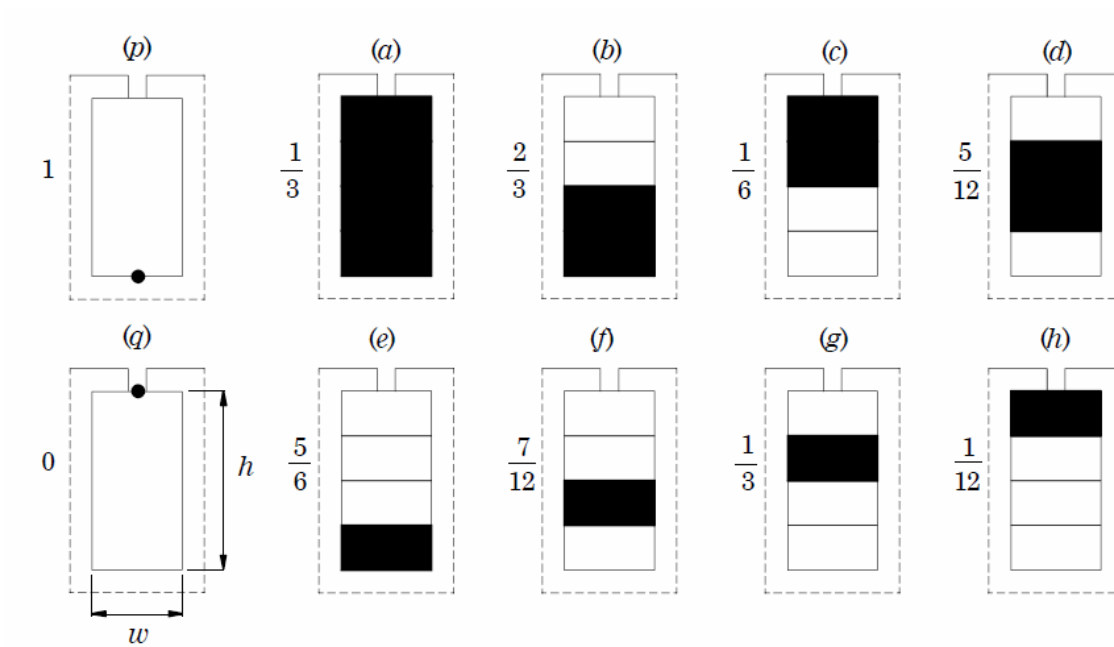 (p) (a) (b) (c) (d)
1 1/3 2/3 1/6 5/12
(q) (e) (f) (g) (h)
0 h 5/6 7/12 1/3 1/12
w